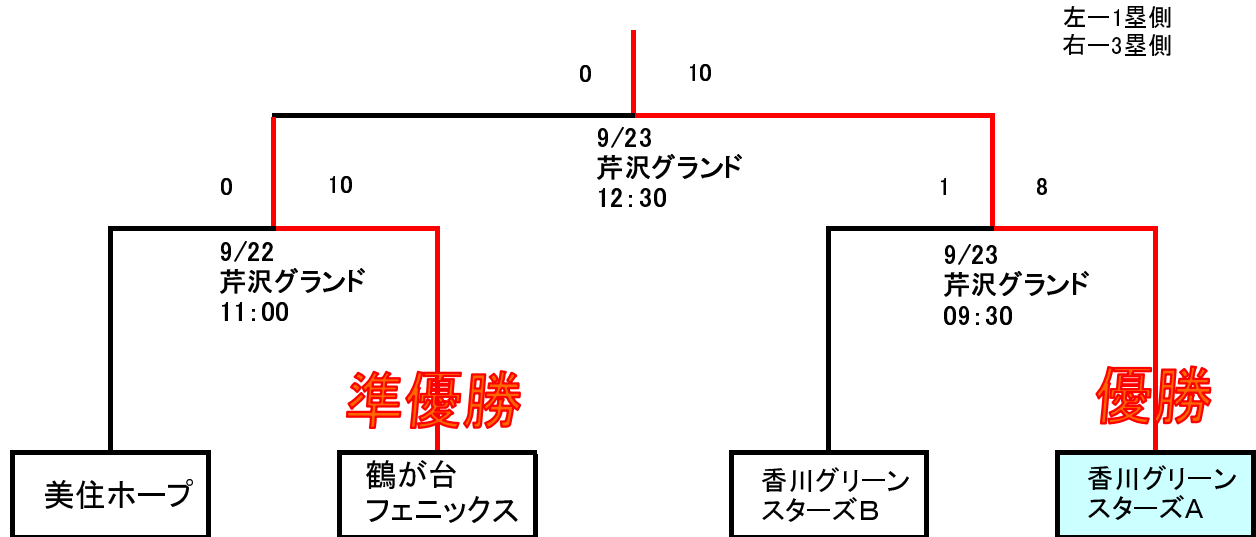 左ー1塁側
右ー3塁側
0 10
9/23
芹沢グランド
12:30
0 10
9/22
芹沢グランド
11:00
1 8
9/23
芹沢グランド
09:30
準優勝
優勝
美住ホープ
鶴が台
フェニックス
香川グリーン
スターズB
香川グリーン
スターズA